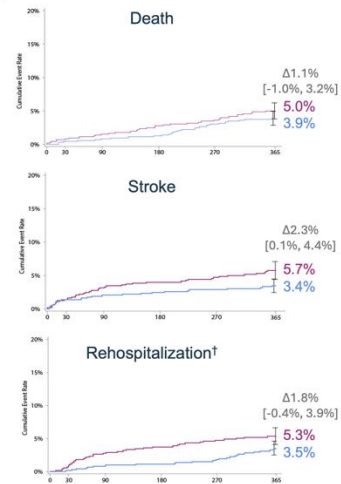 Death
Cumulative Event Rate
20%
15%
10%
5%
0%
0 30 90 180 270 365
Δ1.1%
[-1.0%, 3.2%]
5.0%
3.9%
Stroke
Cumulative Event Rate
20%
15%
10%
5%
0%
0 30 90 180 270 365
Δ2.3%
[0.1%, 4.4%]
5.7%
3.4%
Rehospitalization†
Cumulative Event Rate
20%
15%
10%
5%
0%
0 30 90 180 270 365
Δ1.8%
[-0.4%, 3.9%]
5.3%
3.5%